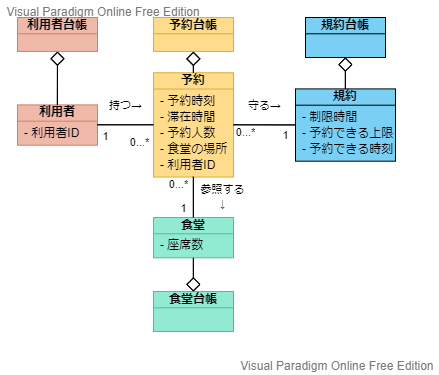 Visual Paradigm Online Free Edition
利用者台帳
予約台帳
規約台帳
利用者
- 利用者ID
持つ→
1
0...*
予約
- 予約時刻
- 滞在時間
- 予約人数
- 食堂の場所
- 利用者ID
守る→
0...*
1
規約
- 制限時間
- 予約できる上限
- 予約できる時刻
0...*
参照する
↓
1
食堂
- 座席数
食堂台帳
Visual Paradigm Online Free Edition